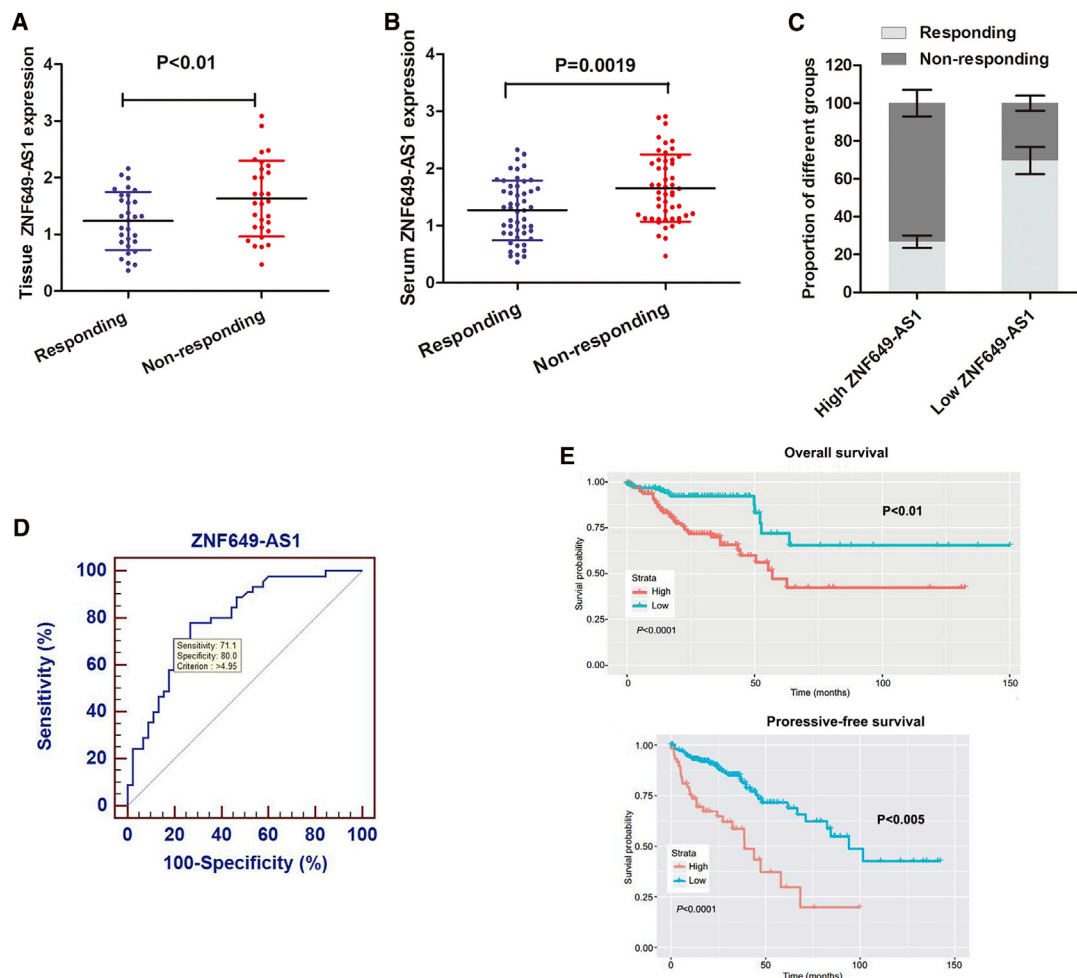 A
P<0.01
Tissue ZNF649-AS1 expression
4
3
2
1
0
Responding
Non-responding
B
P=0.0019
Serum ZNF649-AS1 expression
4
3
2
1
0
Responding
Non-responding
C
Responding
Non-responding
Proportion of different groups
120
100
80
60
40
20
0
High ZNF649-AS1
Low ZNF649-AS1
D
ZNF649-AS1
Sensitivity (%)
100
80
60
40
20
0
Sensitivity: 71.1
Specificity: 80.0
Criterion : >4.95
0 20 40 60 80 100
100-Specificity (%)
E
Overall survival
Survial probability
1.00
0.75
0.50
0.25
0.00
P<0.01
Strata
High
Low
P<0.0001
0 50 100 150
Time (months)
Proressive-free survival
Survial probability
1.00
0.75
0.50
0.25
0.00
P<0.005
Strata
High
Low
P<0.0001
0 50 100 150
Time (months)